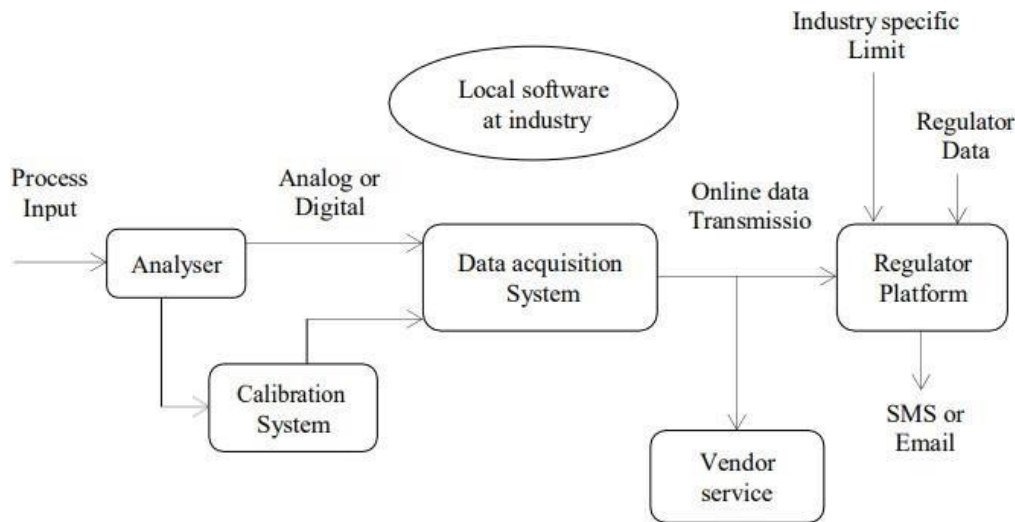 Industry specific
Limit
Local software
at industry
Regulator
Data
Process
Input
Analog or
Digital
Online data
Transmissio
Analyser
Data acquisition
System
Regulator
Platform
Calibration
System
SMS or
Email
Vendor
service